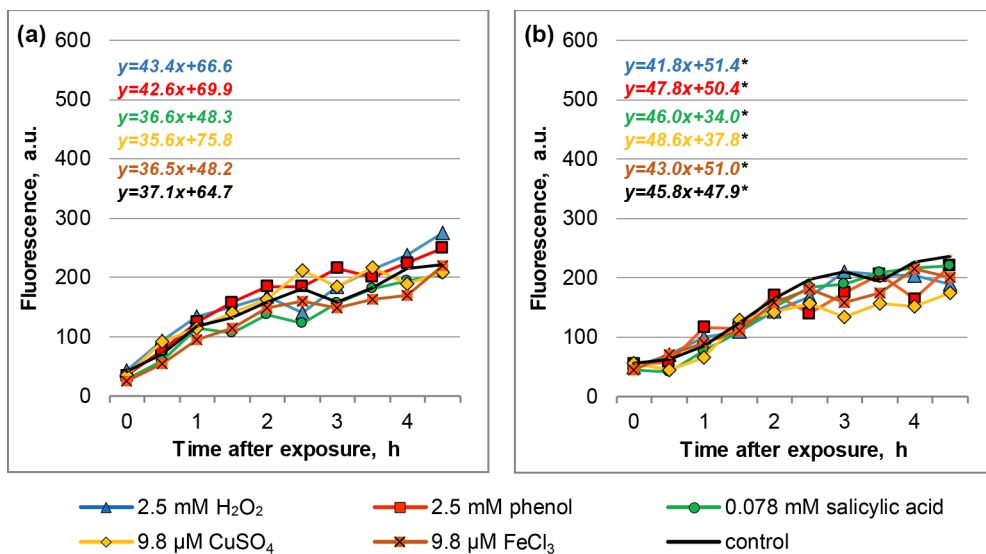 (a)
600
500
400
300
200
100
0
Fluorescence, a.u.
y=43.4x+66.6
y=42.6x+69.9
y=36.6x+48.3
y=35.6x+75.8
y=36.5x+48.2
y=37.1x+64.7
0 1 2 3 4
Time after exposure, h
(b)
600
500
400
300
200
100
0
Fluorescence, a.u.
y=41.8x+51.4*
y=47.8x+50.4*
y=46.0x+34.0*
y=48.6x+37.8*
y=43.0x+51.0*
y=45.8x+47.9*
0 1 2 3 4
Time after exposure, h
2.5 mM H₂O₂ 2.5 mM phenol 0.078 mM salicylic acid
9.8 µM CuSO₄ 9.8 µM FeCl₃ control